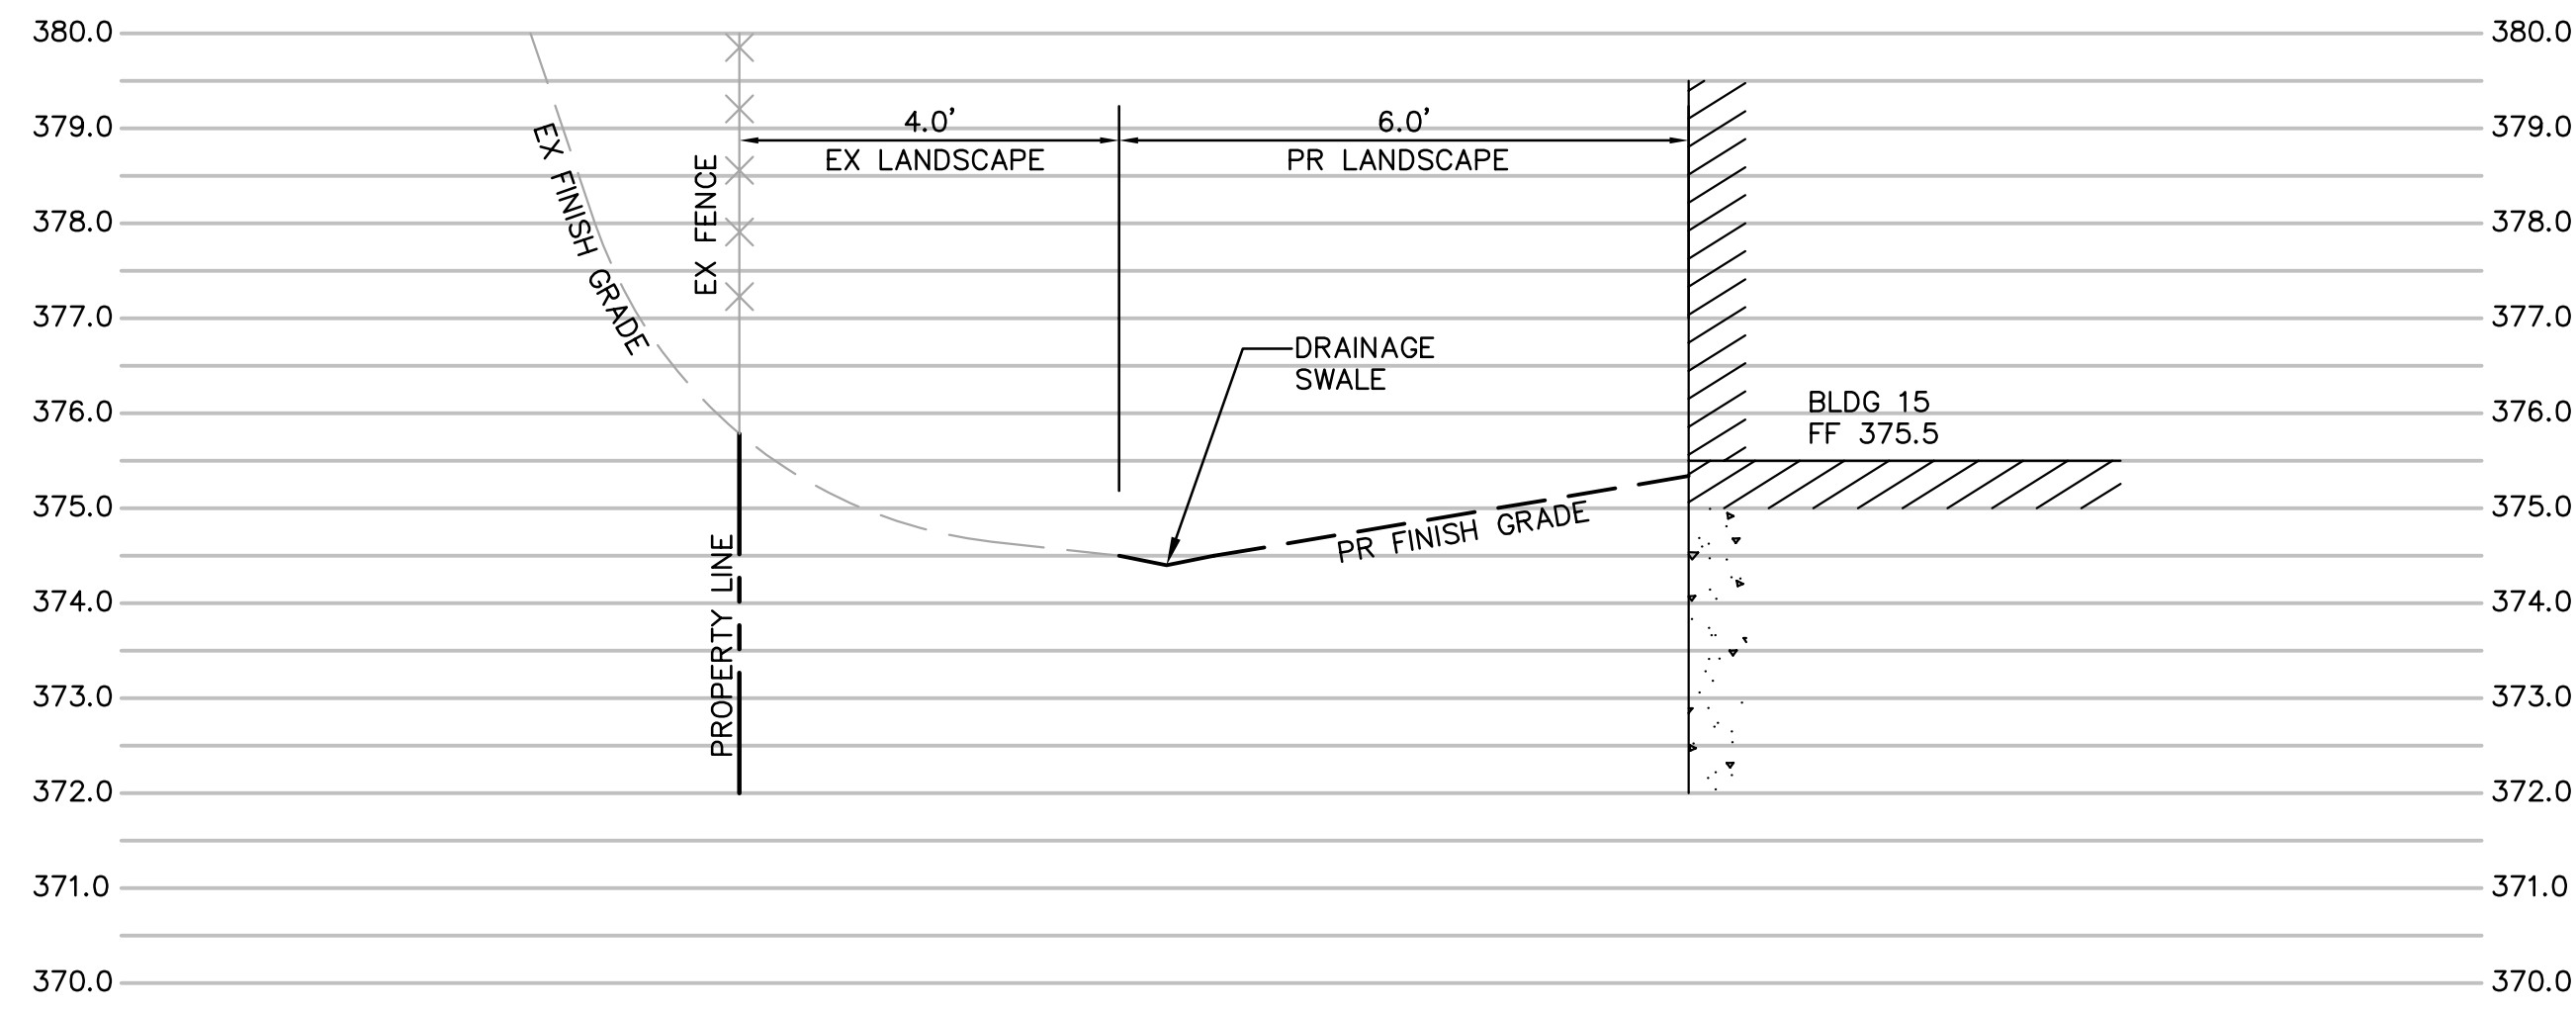 380.0
380.0
4.0'
6.0'
379.0
379.0
EX LANDSCAPE
PR LANDSCAPE
EX FINISH GRADE
EX FENCE
378.0
378.0
377.0
377.0
DRAINAGE
SWALE
376.0
376.0
BLDG 15
FF 375.5
375.0
375.0
PR FINISH GRADE
PROPERTY LINE
374.0
374.0
373.0
373.0
372.0
372.0
371.0
371.0
370.0
370.0